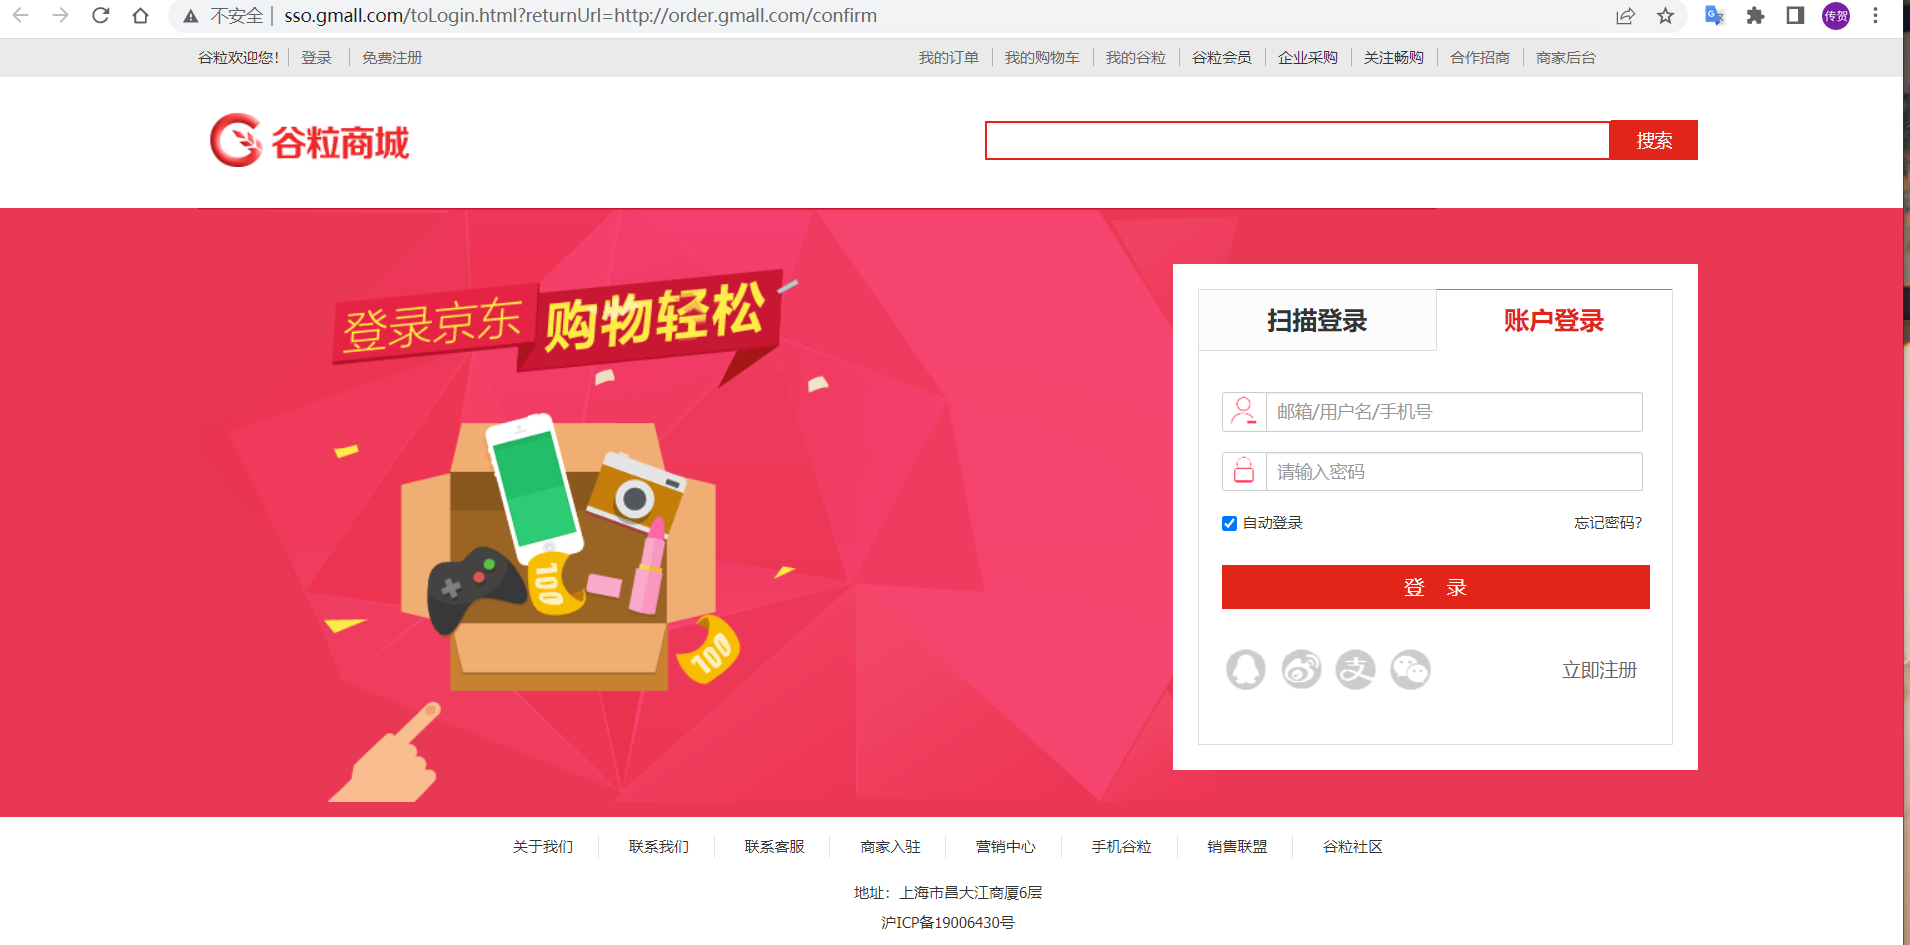 不安全 | sso.gmall.com/toLogin.html?returnUrl=http://order.gmall.com/confirm
传贺
谷粒欢迎您! 登录 免费注册 我的订单 我的购物车 我的谷粒 谷粒会员 企业采购 关注畅购 合作招商 商家后台
谷粒商城
搜索
登录京东 购物轻松
扫描登录 账户登录
邮箱/用户名/手机号
请输入密码
自动登录 忘记密码?
登 录
支 立即注册
100
100
关于我们 联系我们 联系客服 商家入驻 营销中心 手机谷粒 销售联盟 谷粒社区
地址：上海市昌大江商厦6层
沪ICP备19006430号